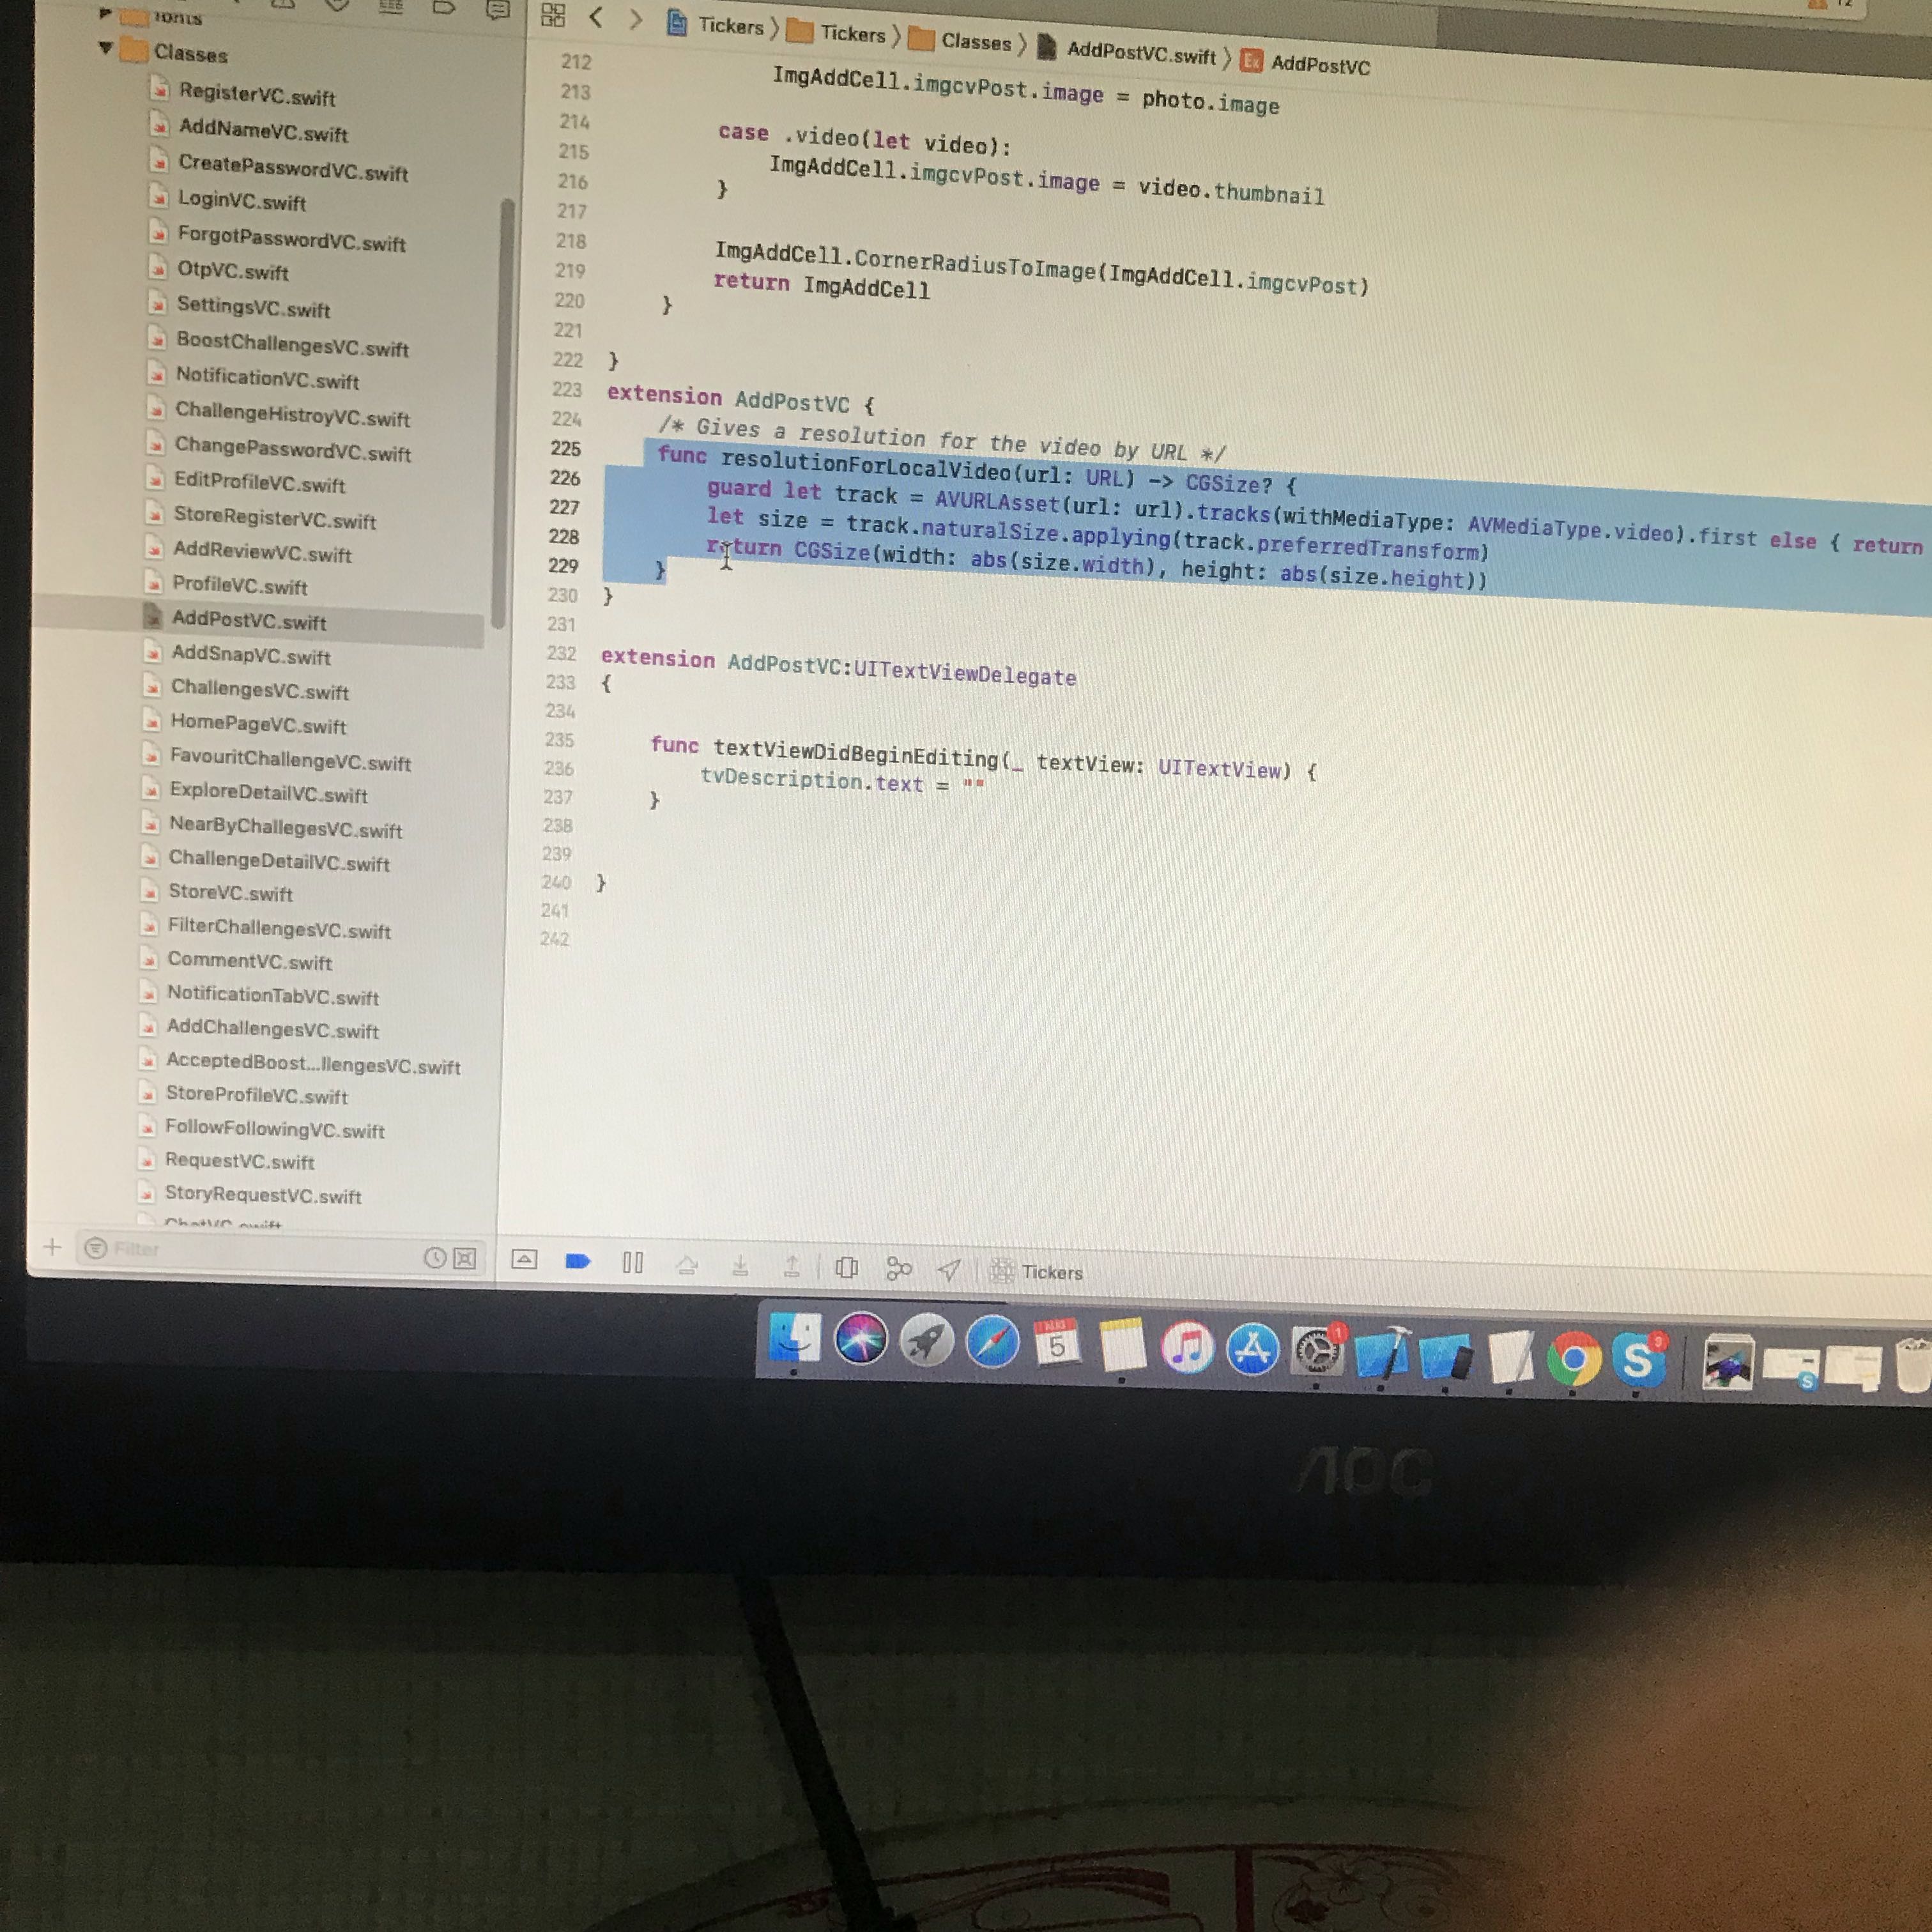 fonts
Classes
RegisterVC.swift
AddNameVC.swift
CreatePasswordVC.swift
LoginVC.swift
ForgotPasswordVC.swift
OtpVC.swift
SettingsVC.swift
BoostChallengesVC.swift
NotificationVC.swift
ChallengeHistroyVC.swift
ChangePasswordVC.swift
EditProfileVC.swift
StoreRegisterVC.swift
AddReviewVC.swift
ProfileVC.swift
AddPostVC.swift
AddSnapVC.swift
ChallengesVC.swift
HomePageVC.swift
FavouritChallengeVC.swift
ExploreDetailVC.swift
NearByChallegesVC.swift
ChallengeDetailVC.swift
StoreVC.swift
FilterChallengesVC.swift
CommentVC.swift
NotificationTabVC.swift
AddChallengesVC.swift
AcceptedBoost...llengesVC.swift
StoreProfileVC.swift
FollowFollowingVC.swift
RequestVC.swift
StoryRequestVC.swift
ChatVC.swift
Filter
12
Tickers 〉 Tickers 〉 Classes 〉 AddPostVC.swift 〉 Ex AddPostVC
212
213 ImgAddCell.imgcvPost.image = photo.image
214
215 case .video(let video):
216 ImgAddCell.imgcvPost.image = video.thumbnail
217 }
218
219 ImgAddCell.CornerRadiusToImage(ImgAddCell.imgcvPost)
220 return ImgAddCell
221 }
222 }
223 extension AddPostVC {
224 /* Gives a resolution for the video by URL */
225 func resolutionForLocalVideo(url: URL) -> CGSize? {
226 guard let track = AVURLAsset(url: url).tracks(withMediaType: AVMediaType.video).first else { return
227 let size = track.naturalSize.applying(track.preferredTransform)
228 return CGSize(width: abs(size.width), height: abs(size.height))
229 }
230 }
231
232 extension AddPostVC:UITextViewDelegate
233 {
234
235 func textViewDidBeginEditing(_ textView: UITextView) {
236 tvDescription.text = ""
237 }
238
239
240 }
241
242
Tickers
AUG
5
1
S
3
S
AOC